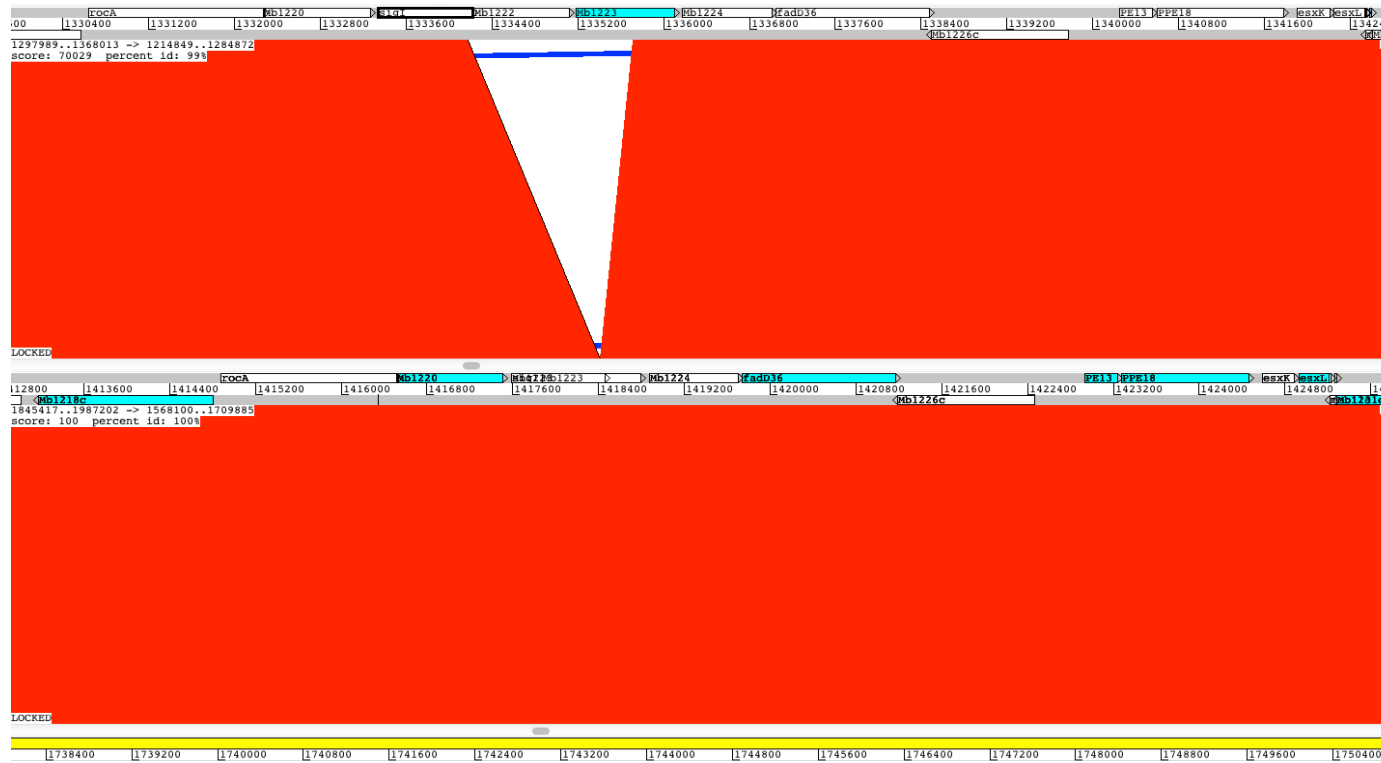 rocA Mb1220 sigI Mb1222 Mb1223 Mb1224 fadD36 PE13 PPE18 esxK esxL
1330400 1331200 1332000 1332800 1333600 1334400 1335200 1336000 1336800 1337600 1338400 1339200 1340000 1340800 1341600
Mb1226c
1297989..1368013 -> 1214849..1284872
score: 70029 percent id: 99%
LOCKED
rocA Mb1220 Mb1223 Mb1224 fadD36 PE13 PPE18 esxK esxL
112800 1413600 1414400 1415200 1416000 1416800 1417600 1418400 1419200 1420000 1420800 1421600 1422400 1423200 1424000 1424800
Mb1218c Mb1226c
1845417..1987202 -> 1568100..1709885
score: 100 percent id: 100%
LOCKED
1738400 1739200 1740000 1740800 1741600 1742400 1743200 1744000 1744800 1745600 1746400 1747200 1748000 1748800 1749600 1750400